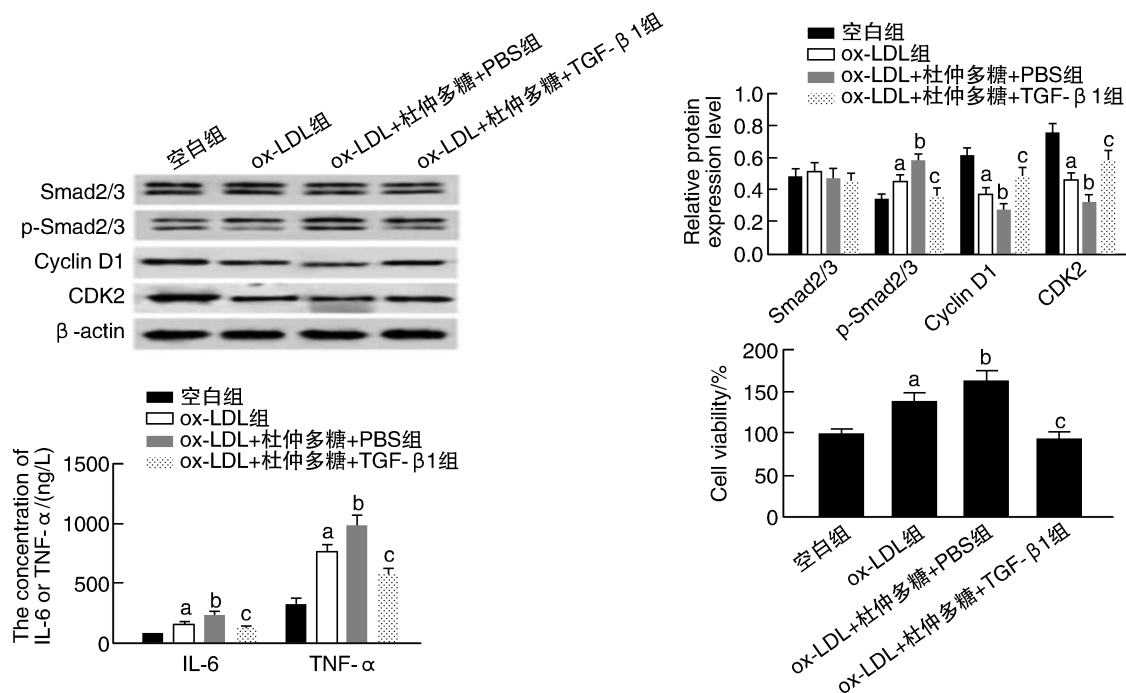 空白组
ox-LDL组
ox-LDL+杜仲多糖+PBS组
ox-LDL+杜仲多糖+TGF-β1组
Smad2/3
p-Smad2/3
Cyclin D1
CDK2
β-actin
空白组
ox-LDL组
ox-LDL+杜仲多糖+PBS组
ox-LDL+杜仲多糖+TGF-β1组
Relative protein
expression level
1.0
0.8
0.6
0.4
0.2
0.0
a
b
c
a
b
c
a
b
c
Smad2/3
p-Smad2/3
Cyclin D1
CDK2
空白组
ox-LDL组
ox-LDL+杜仲多糖+PBS组
ox-LDL+杜仲多糖+TGF-β1组
The concentration of
IL-6 or TNF-α/(ng/L)
1500
1000
500
0
a
b
c
a
b
c
IL-6
TNF-α
Cell viability/%
200
150
100
50
0
a
b
c
空白组
ox-LDL组
ox-LDL+杜仲多糖+PBS组
ox-LDL+杜仲多糖+TGF-β1组